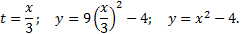 t = x/3;  y = 9(x/3)² − 4;  y = x² − 4.